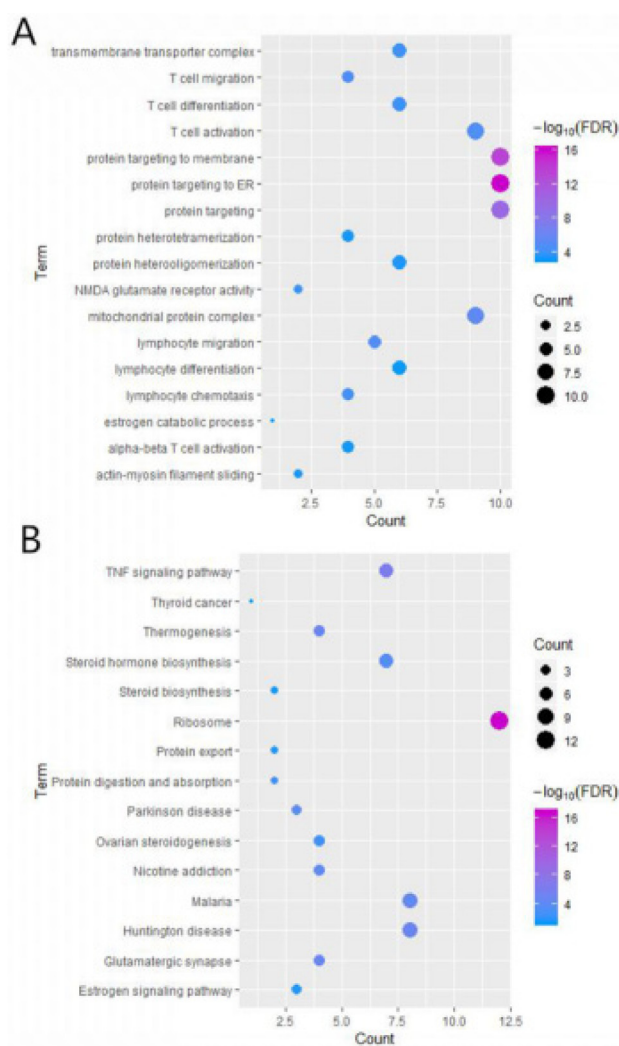 A
Term
transmembrane transporter complex
T cell migration
T cell differentiation
T cell activation
protein targeting to membrane
protein targeting to ER
protein targeting
protein heterotetramerization
protein heterooligomerization
NMDA glutamate receptor activity
mitochondrial protein complex
lymphocyte migration
lymphocyte differentiation
lymphocyte chemotaxis
estrogen catabolic process
alpha-beta T cell activation
actin-myosin filament sliding
2.5 5.0 7.5 10.0
Count
−log₁₀(FDR)
16
12
8
4
Count
2.5
5.0
7.5
10.0
B
Term
TNF signaling pathway
Thyroid cancer
Thermogenesis
Steroid hormone biosynthesis
Steroid biosynthesis
Ribosome
Protein export
Protein digestion and absorption
Parkinson disease
Ovarian steroidogenesis
Nicotine addiction
Malaria
Huntington disease
Glutamatergic synapse
Estrogen signaling pathway
2.5 5.0 7.5 10.0 12.5
Count
Count
3
6
9
12
−log₁₀(FDR)
16
12
8
4